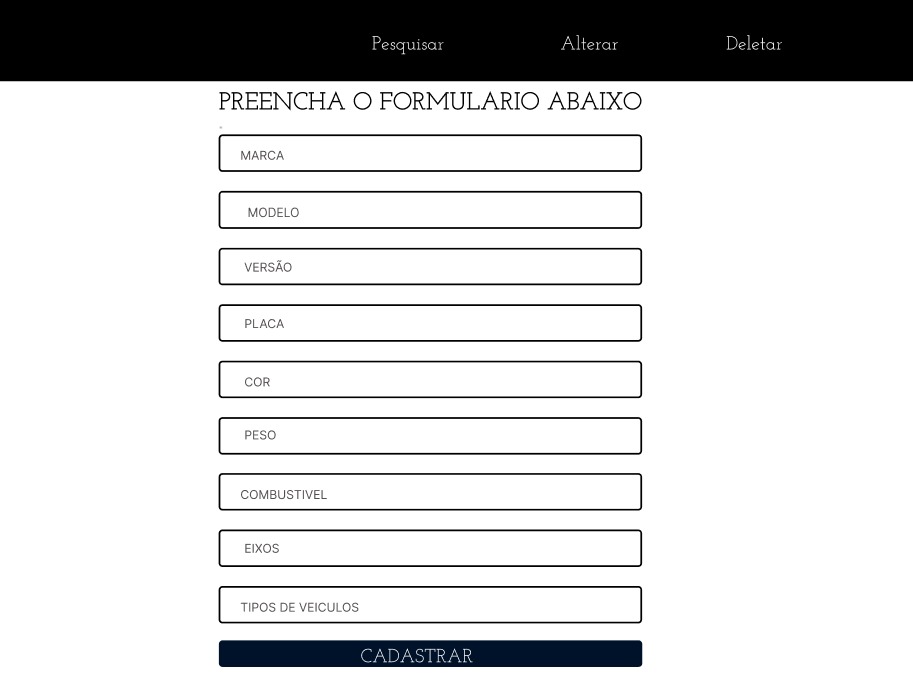 Pesquisar Alterar Deletar
PREENCHA O FORMULARIO ABAIXO
MARCA
MODELO
VERSÃO
PLACA
COR
PESO
COMBUSTIVEL
EIXOS
TIPOS DE VEICULOS
CADASTRAR